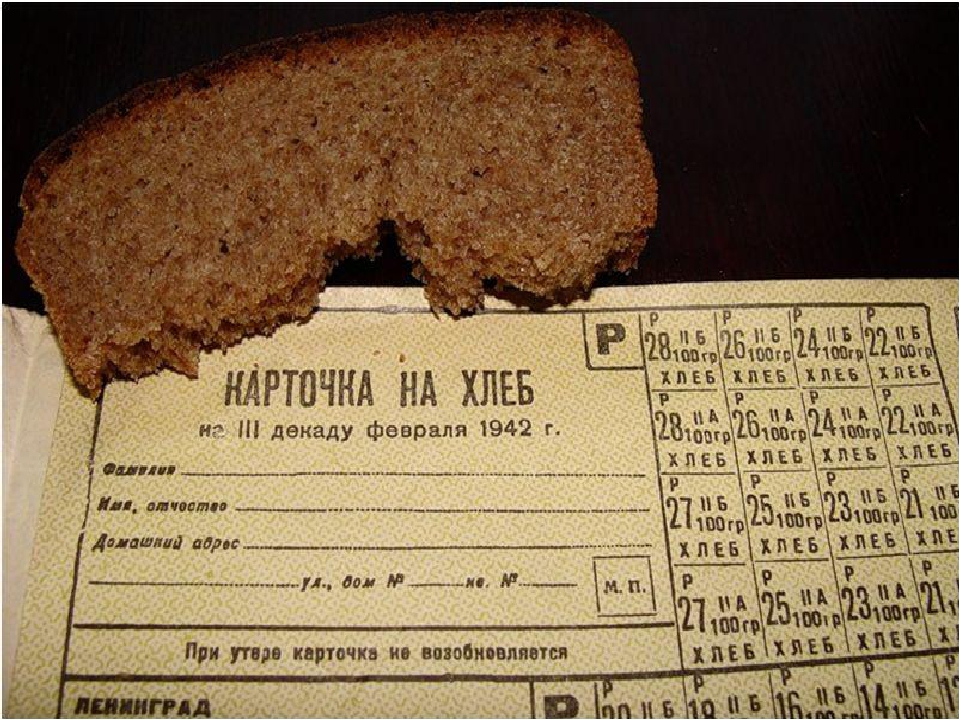 КАРТОЧКА НА ХЛЕБ
на III декаду февраля 1942 г.
Фамилия
Имя, отчество
Домашний адрес
ул., дом № кв. №
М. П.
При утере карточка не возобновляется
ЛЕНИНГРАД
Р
Р Р Р Р
28 II Б 100гр 26 II Б 100гр 24 II Б 100гр 22 II Б 100гр
ХЛЕБ ХЛЕБ ХЛЕБ ХЛЕБ
Р Р Р Р
28 II А 100гр 26 II А 100гр 24 II А 100гр 22 II А 100гр
ХЛЕБ ХЛЕБ ХЛЕБ ХЛЕБ
Р Р Р Р
27 II Б 100гр 25 II Б 100гр 23 II Б 100гр 21 II Б 100
ХЛЕБ ХЛЕБ ХЛЕБ ХЛЕ
Р Р Р
27 II А 100гр 25 II А 100гр 23 II А 100гр 21 II 10
ХЛЕБ ХЛЕБ ХЛЕБ Х
Р
Р Р Р Р
20 II Б 18 II Б 16 II Б 14 II Б